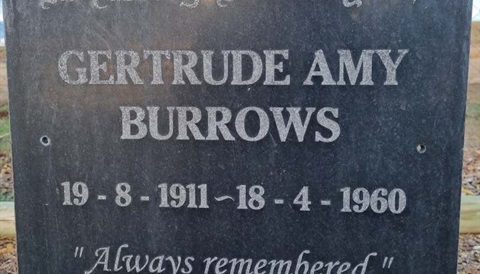 GERTRUDE AMY
BURROWS
19 - 8 - 1911 ~ 18 - 4 - 1960
"Always remembered"